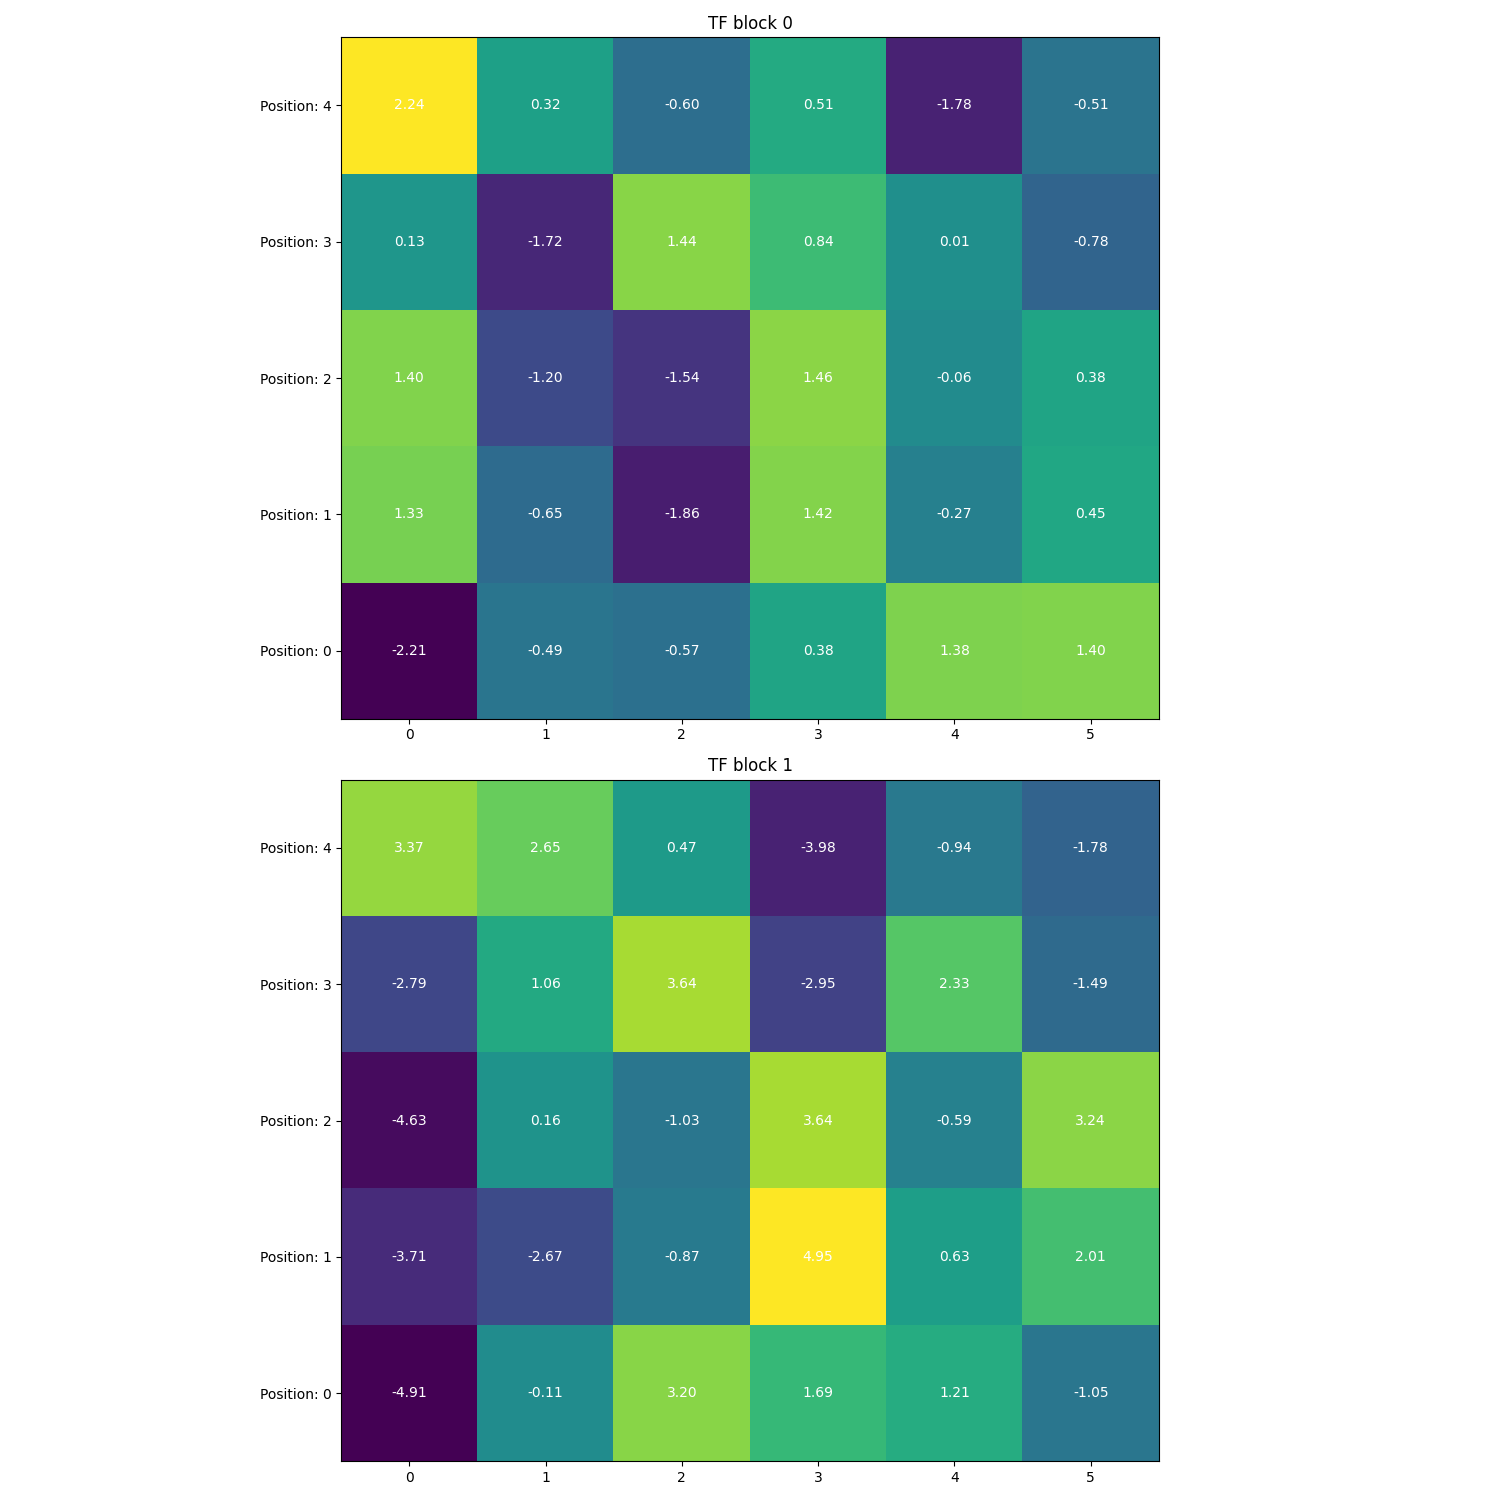 TF block 0
Position: 4 2.24 0.32 -0.60 0.51 -1.78 -0.51
Position: 3 0.13 -1.72 1.44 0.84 0.01 -0.78
Position: 2 1.40 -1.20 -1.54 1.46 -0.06 0.38
Position: 1 1.33 -0.65 -1.86 1.42 -0.27 0.45
Position: 0 -2.21 -0.49 -0.57 0.38 1.38 1.40
0 1 2 3 4 5
TF block 1
Position: 4 3.37 2.65 0.47 -3.98 -0.94 -1.78
Position: 3 -2.79 1.06 3.64 -2.95 2.33 -1.49
Position: 2 -4.63 0.16 -1.03 3.64 -0.59 3.24
Position: 1 -3.71 -2.67 -0.87 4.95 0.63 2.01
Position: 0 -4.91 -0.11 3.20 1.69 1.21 -1.05
0 1 2 3 4 5